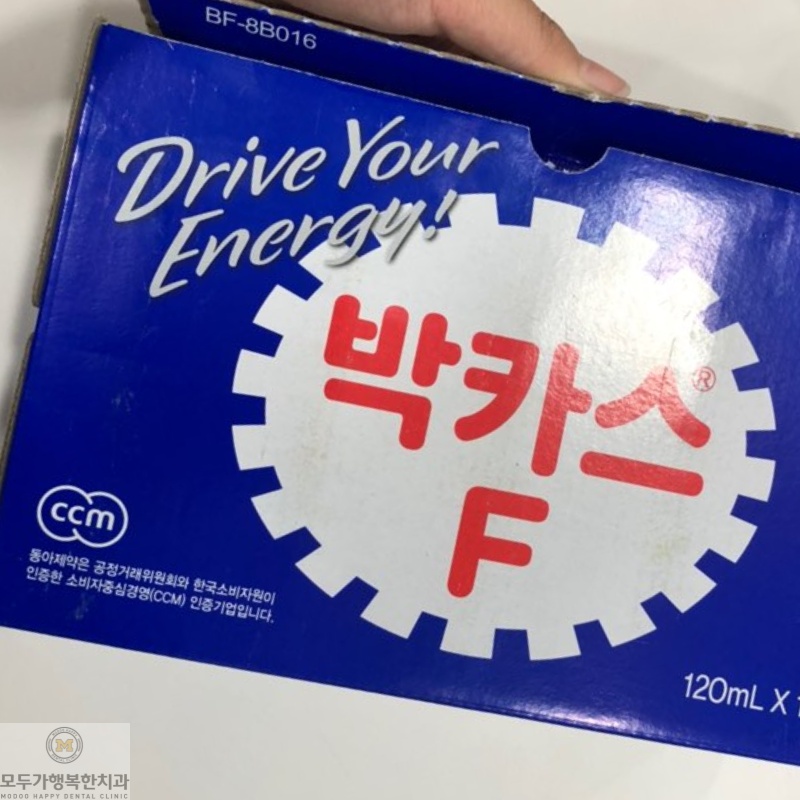 BF-8B016
Drive Your
Energy!
박카스®
F
ccm
동아제약은 공정거래위원회와 한국소비자원이
인증한 소비자중심경영(CCM) 인증기업입니다.
120mL X
M
모두가행복한치과
MODOO HAPPY DENTAL CLINIC